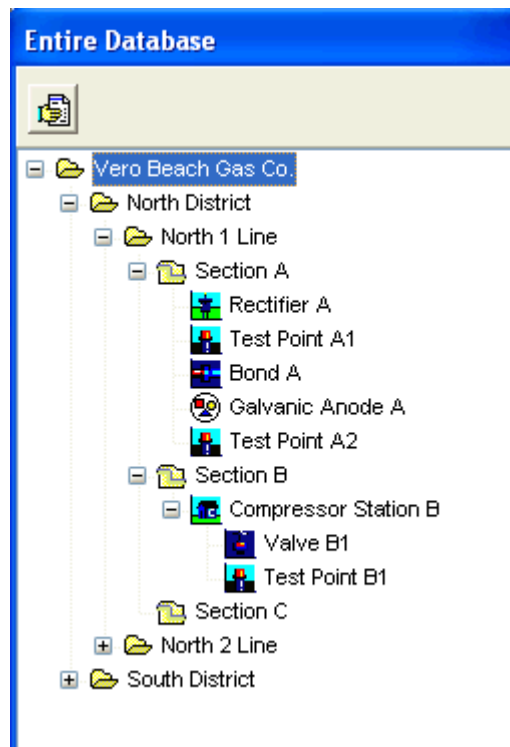 Entire Database
Vero Beach Gas Co.
North District
North 1 Line
Section A
Rectifier A
Test Point A1
Bond A
Galvanic Anode A
Test Point A2
Section B
Compressor Station B
Valve B1
Test Point B1
Section C
North 2 Line
South District